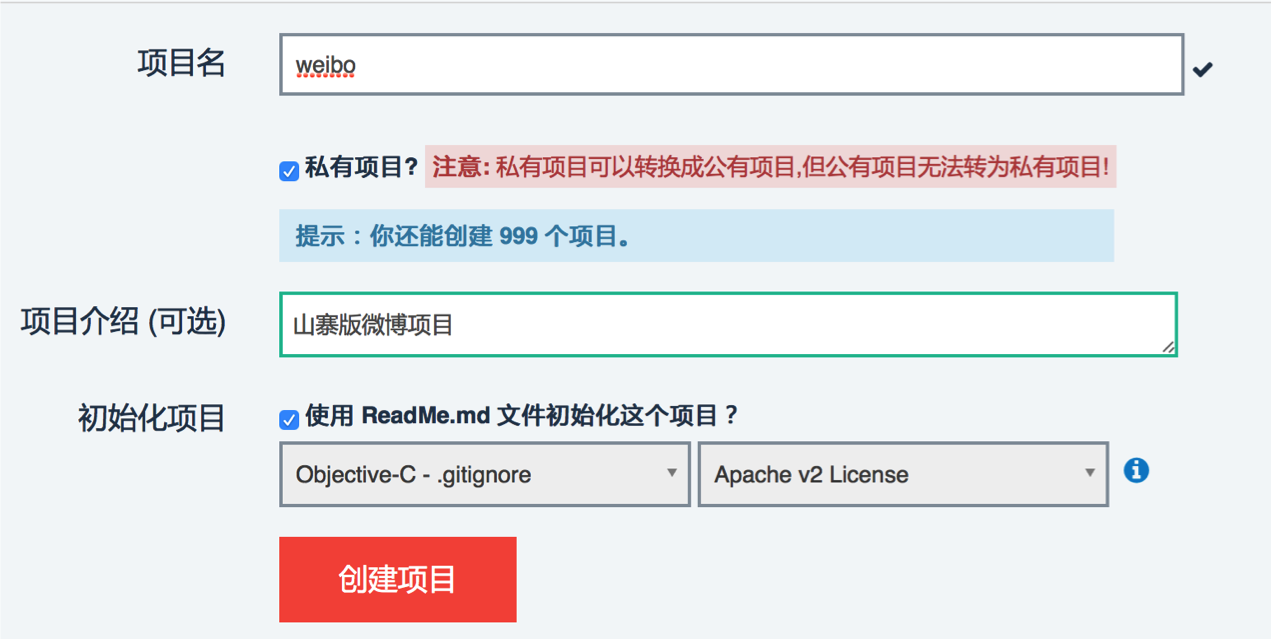 项目名 weibo
私有项目? 注意: 私有项目可以转换成公有项目,但公有项目无法转为私有项目!
提示：你还能创建 999 个项目。
项目介绍 (可选) 山寨版微博项目
初始化项目 使用 ReadMe.md 文件初始化这个项目？
Objective-C - .gitignore Apache v2 License
创建项目